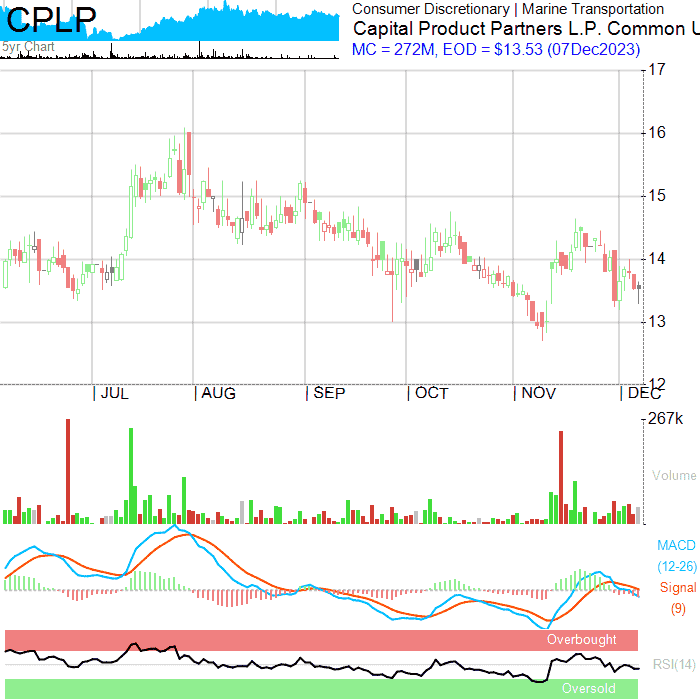 CPLP
5yr Chart
Consumer Discretionary | Marine Transportation
Capital Product Partners L.P. Common U
MC = 272M, EOD = $13.53 (07Dec2023)
17
16
15
14
13
12
| JUL | AUG | SEP | OCT | NOV | DEC
267k
Volume
MACD
(12-26)
Signal
(9)
Overbought
RSI(14)
Oversold